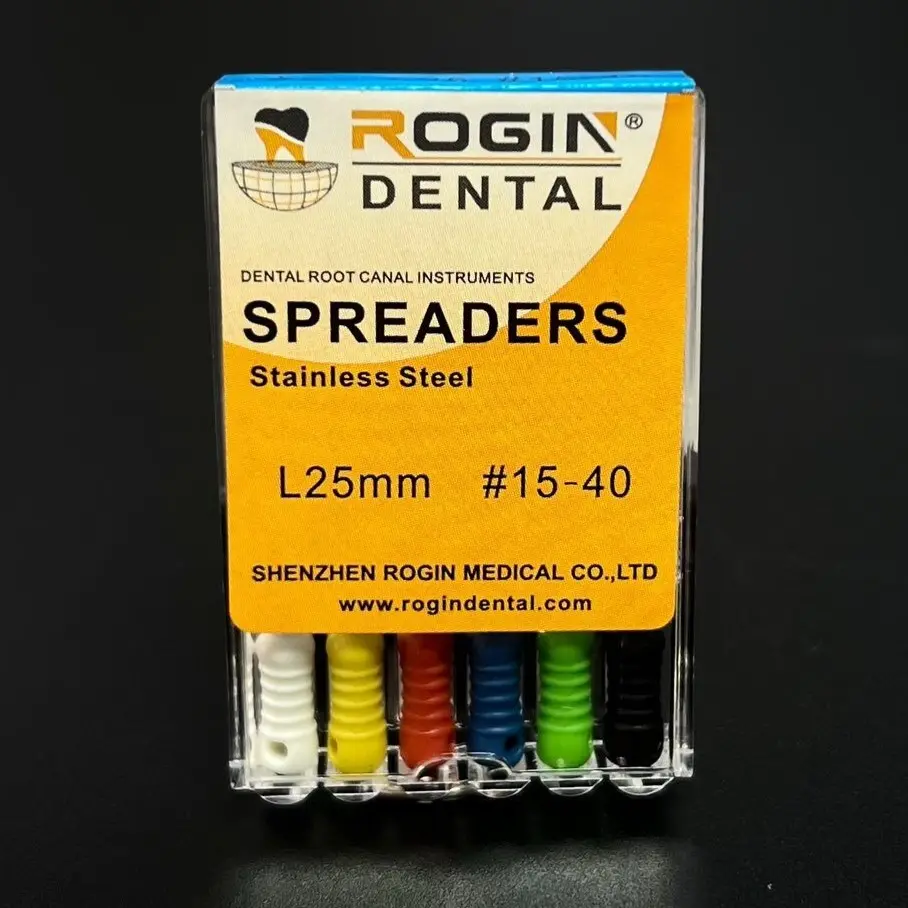 ROGIN®
DENTAL
DENTAL ROOT CANAL INSTRUMENTS
SPREADERS
Stainless Steel
L25mm #15-40
SHENZHEN ROGIN MEDICAL CO.,LTD
www.rogindental.com